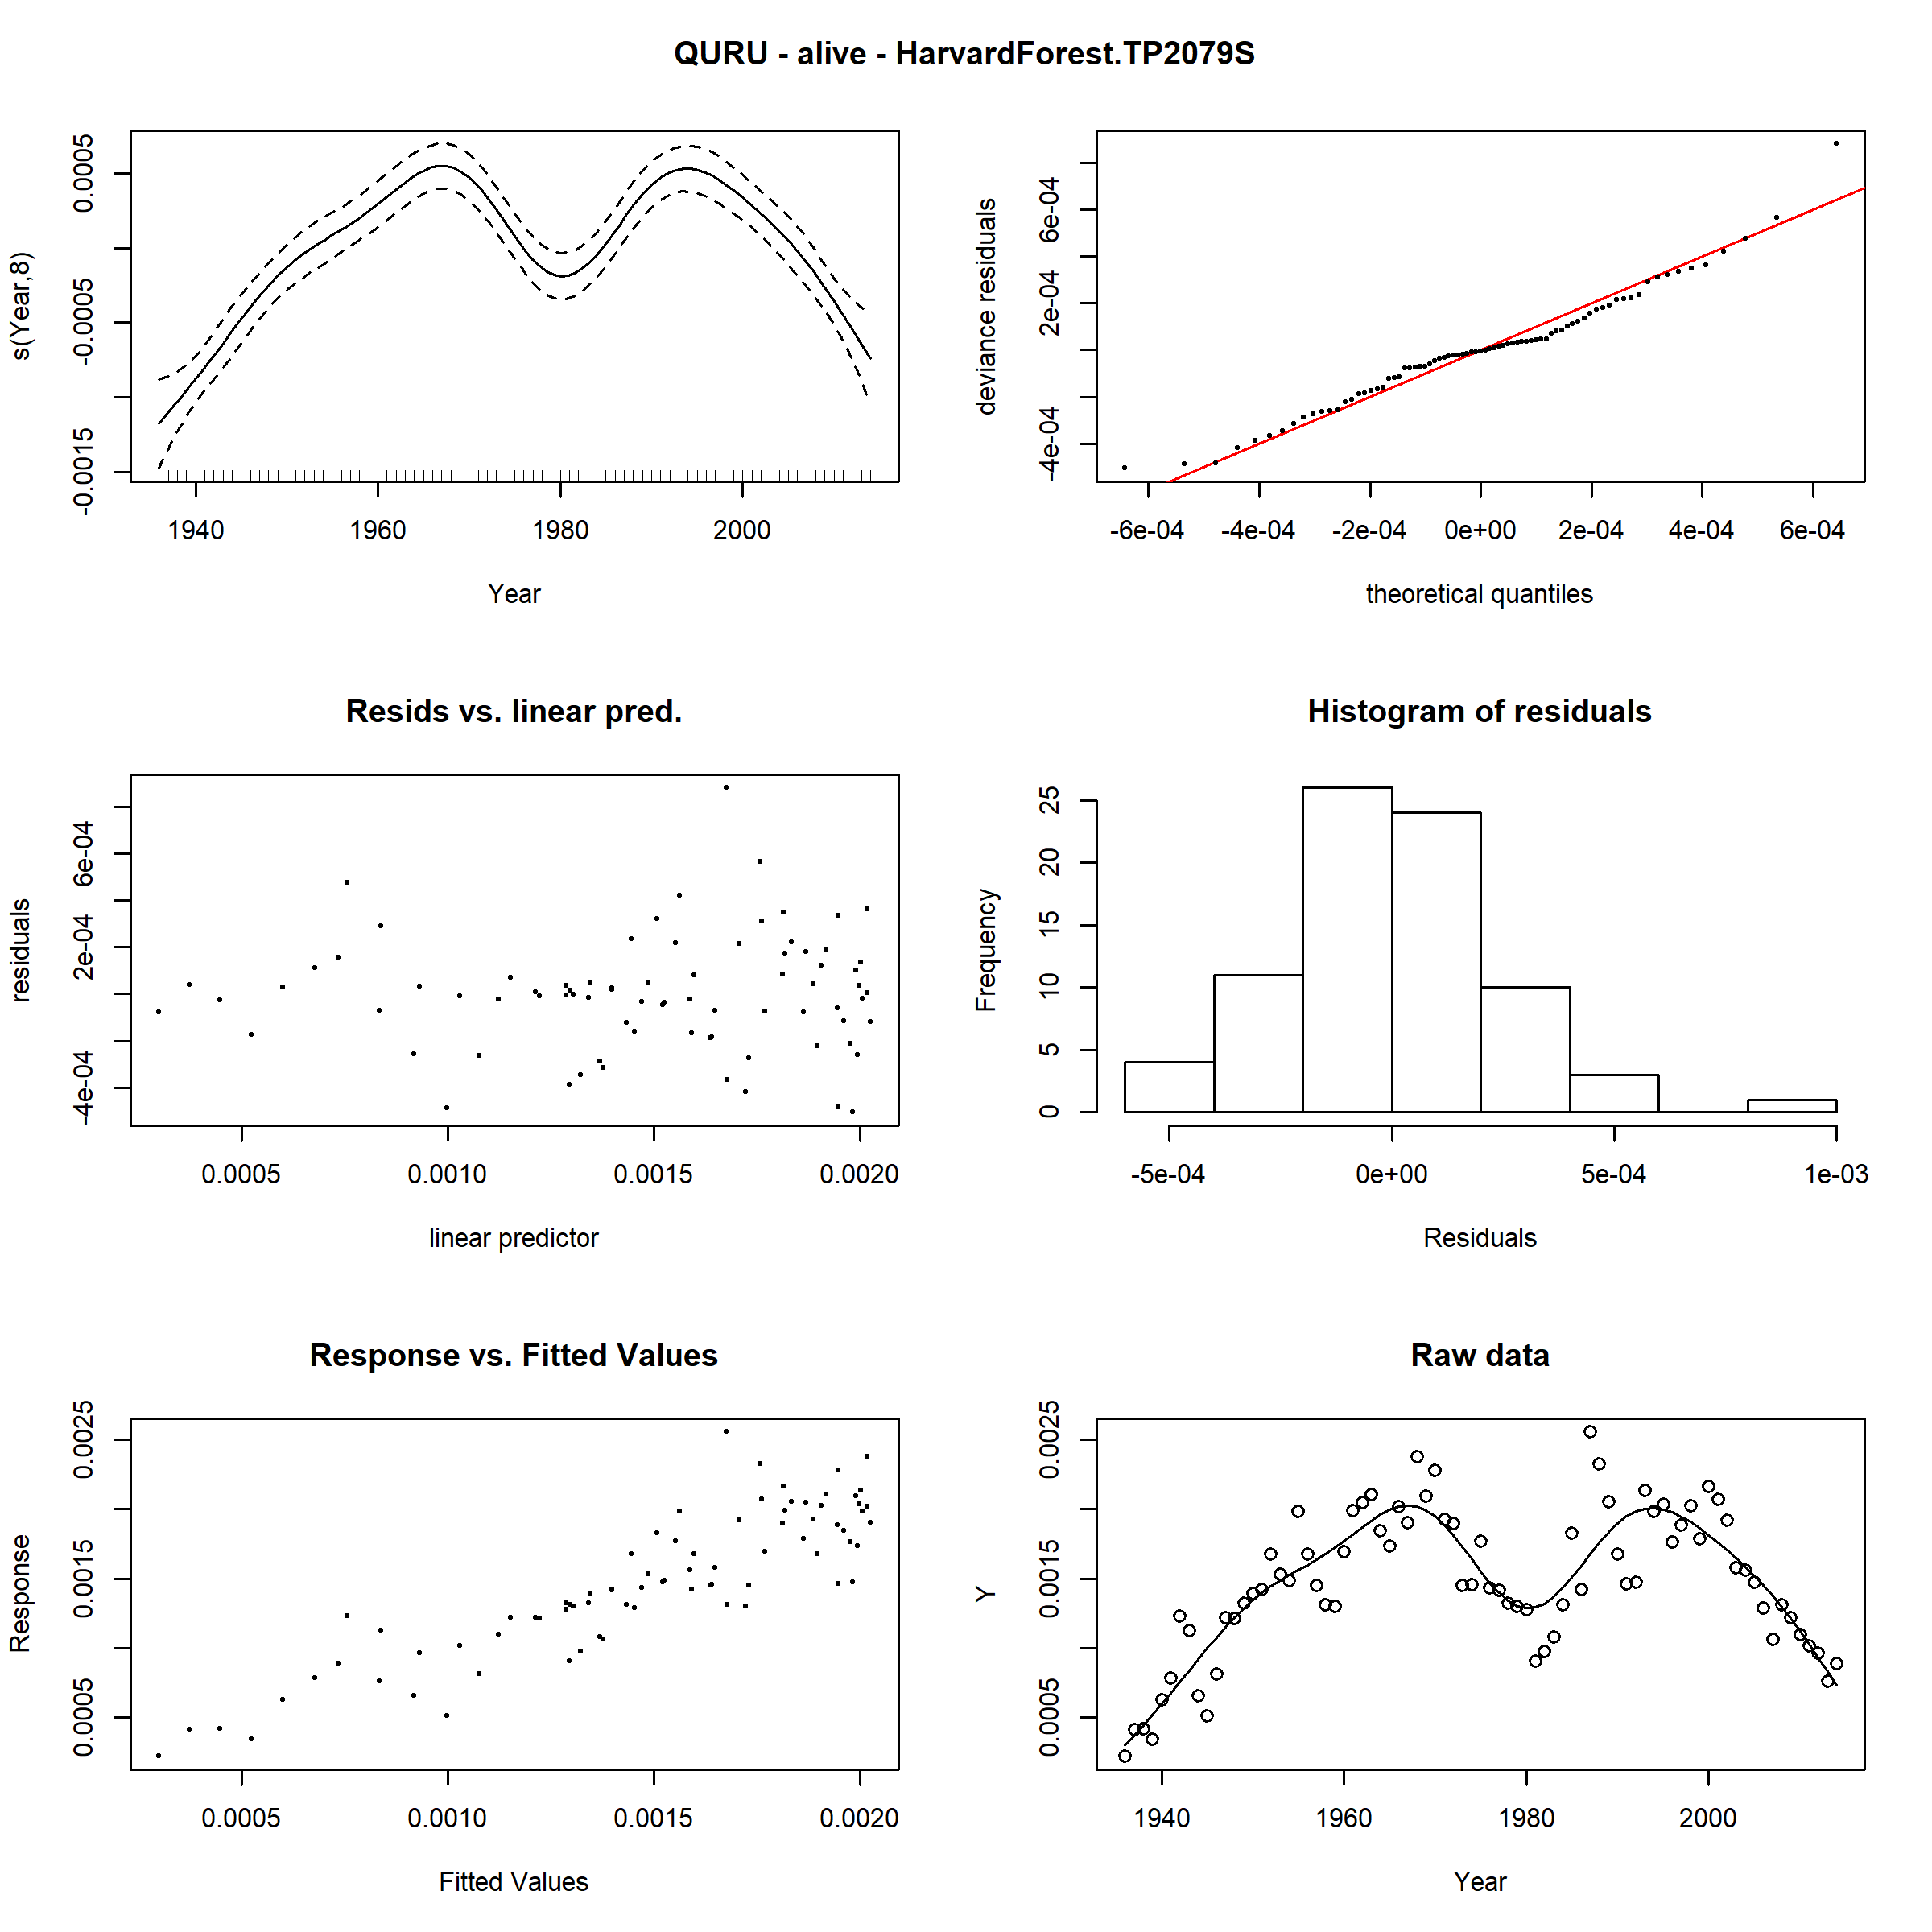 QURU - alive - HarvardForest.TP2079S
s(Year,8)
-0.0015 -0.0005 0.0005
1940 1960 1980 2000
Year
deviance residuals
-4e-04 2e-04 6e-04
-6e-04 -4e-04 -2e-04 0e+00 2e-04 4e-04 6e-04
theoretical quantiles
Resids vs. linear pred.
residuals
-4e-04 2e-04 6e-04
0.0005 0.0010 0.0015 0.0020
linear predictor
Histogram of residuals
Frequency
0 5 10 15 20 25
-5e-04 0e+00 5e-04 1e-03
Residuals
Response vs. Fitted Values
Response
0.0005 0.0015 0.0025
0.0005 0.0010 0.0015 0.0020
Fitted Values
Raw data
Y
0.0005 0.0015 0.0025
1940 1960 1980 2000
Year